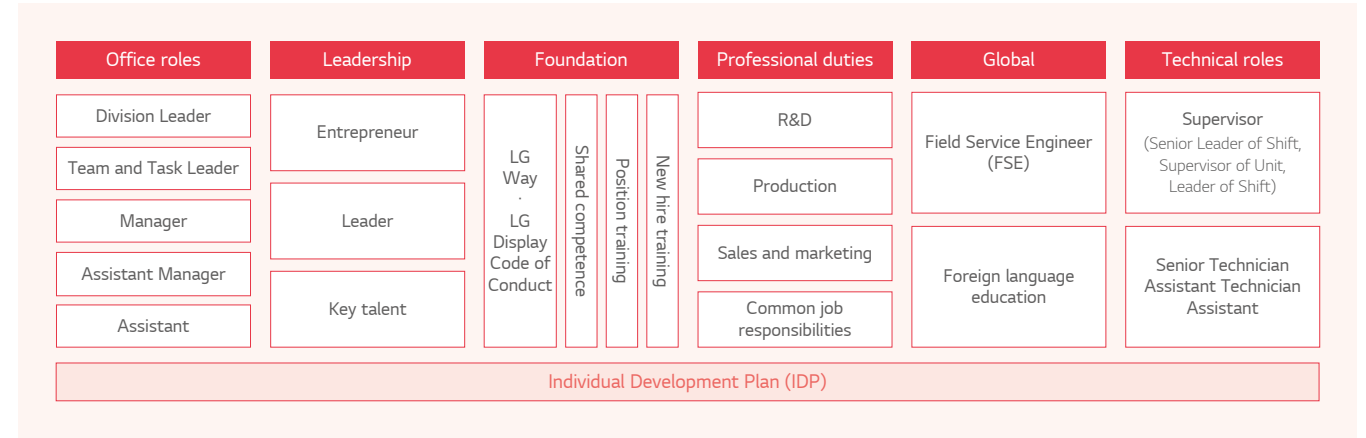 Office roles
Division Leader
Team and Task Leader
Manager
Assistant Manager
Assistant
Leadership
Entrepreneur
Leader
Key talent
Foundation
LG
Way
·
LG
Display
Code of
Conduct
Shared competence
Position training
New hire training
Professional duties
R&D
Production
Sales and marketing
Common job
responsibilities
Global
Field Service Engineer
(FSE)
Foreign language
education
Technical roles
Supervisor
(Senior Leader of Shift,
Supervisor of Unit,
Leader of Shift)
Senior Technician
Assistant Technician
Assistant
Individual Development Plan (IDP)